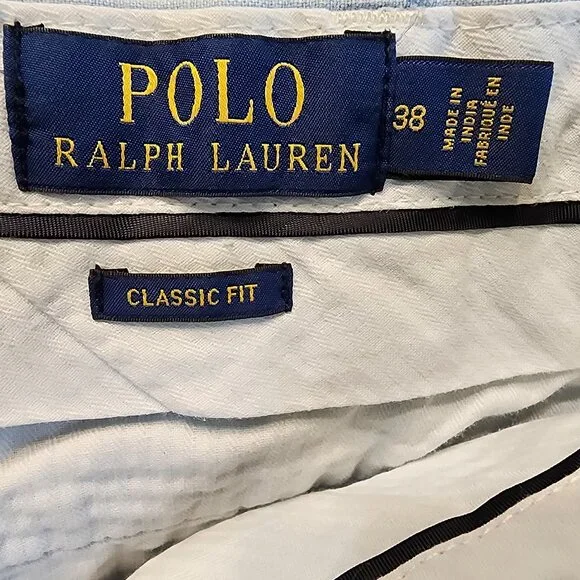 POLO
RALPH LAUREN
38
MADE IN
INDIA
FABRIQUÉ EN
INDE
CLASSIC FIT